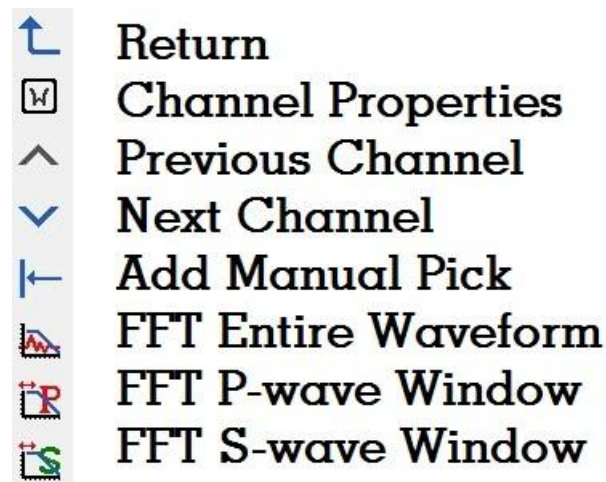 Return
W Channel Properties
Previous Channel
Next Channel
Add Manual Pick
FFT Entire Waveform
P FFT P-wave Window
S FFT S-wave Window